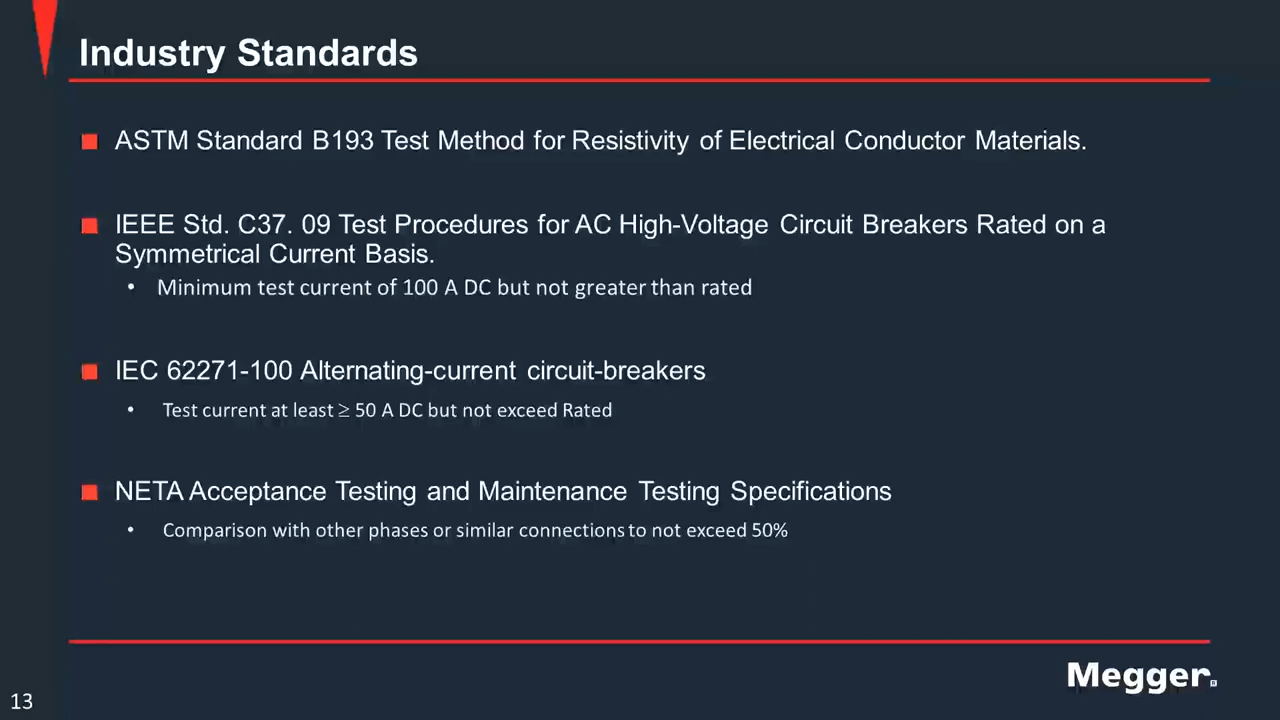 Industry Standards
ASTM Standard B193 Test Method for Resistivity of Electrical Conductor Materials.
IEEE Std. C37. 09 Test Procedures for AC High-Voltage Circuit Breakers Rated on a
Symmetrical Current Basis.
• Minimum test current of 100 A DC but not greater than rated
IEC 62271-100 Alternating-current circuit-breakers
• Test current at least ≥ 50 A DC but not exceed Rated
NETA Acceptance Testing and Maintenance Testing Specifications
• Comparison with other phases or similar connections to not exceed 50%
Megger®
13